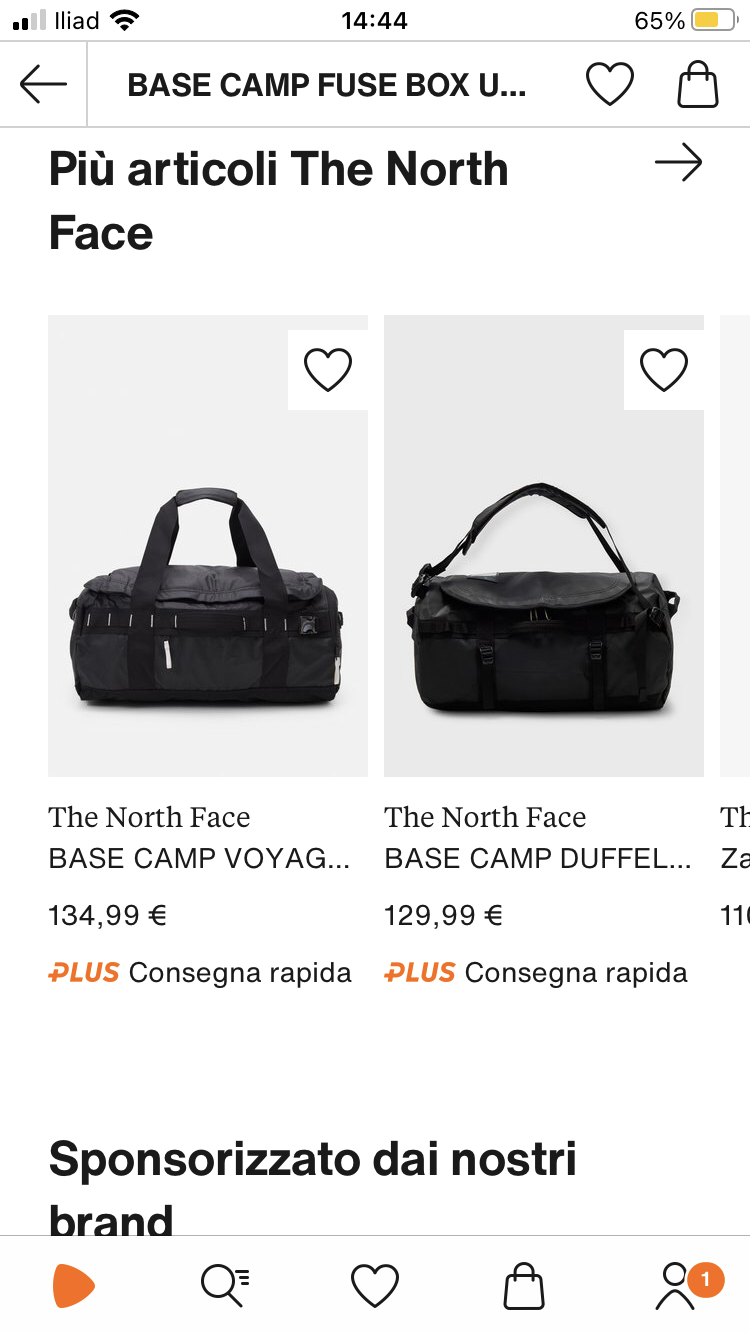 Iliad 14:44 65%
BASE CAMP FUSE BOX U...
Più articoli The North
Face
The North Face
BASE CAMP VOYAG...
134,99 €
PLUS Consegna rapida
The North Face
BASE CAMP DUFFEL...
129,99 €
PLUS Consegna rapida
Th
Za
110
Sponsorizzato dai nostri
brand
1